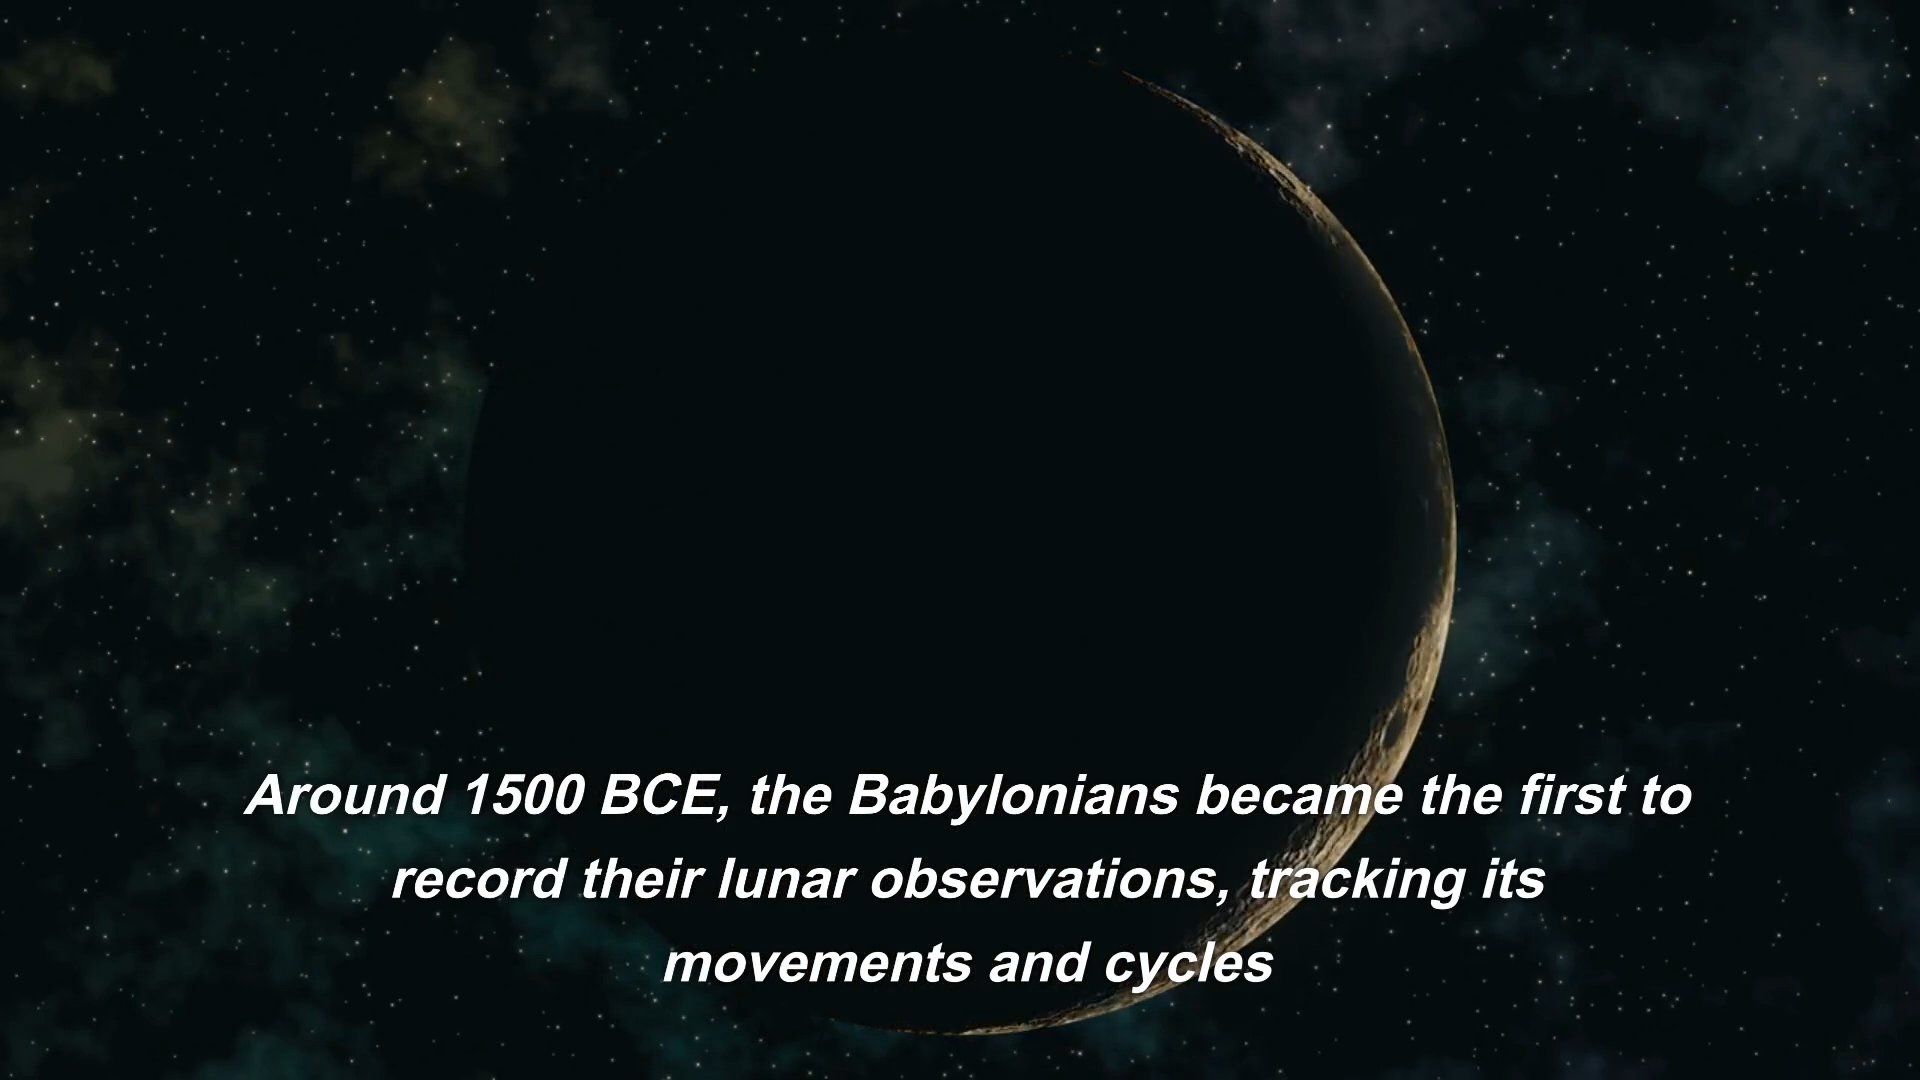 Around 1500 BCE, the Babylonians became the first to
record their lunar observations, tracking its
movements and cycles